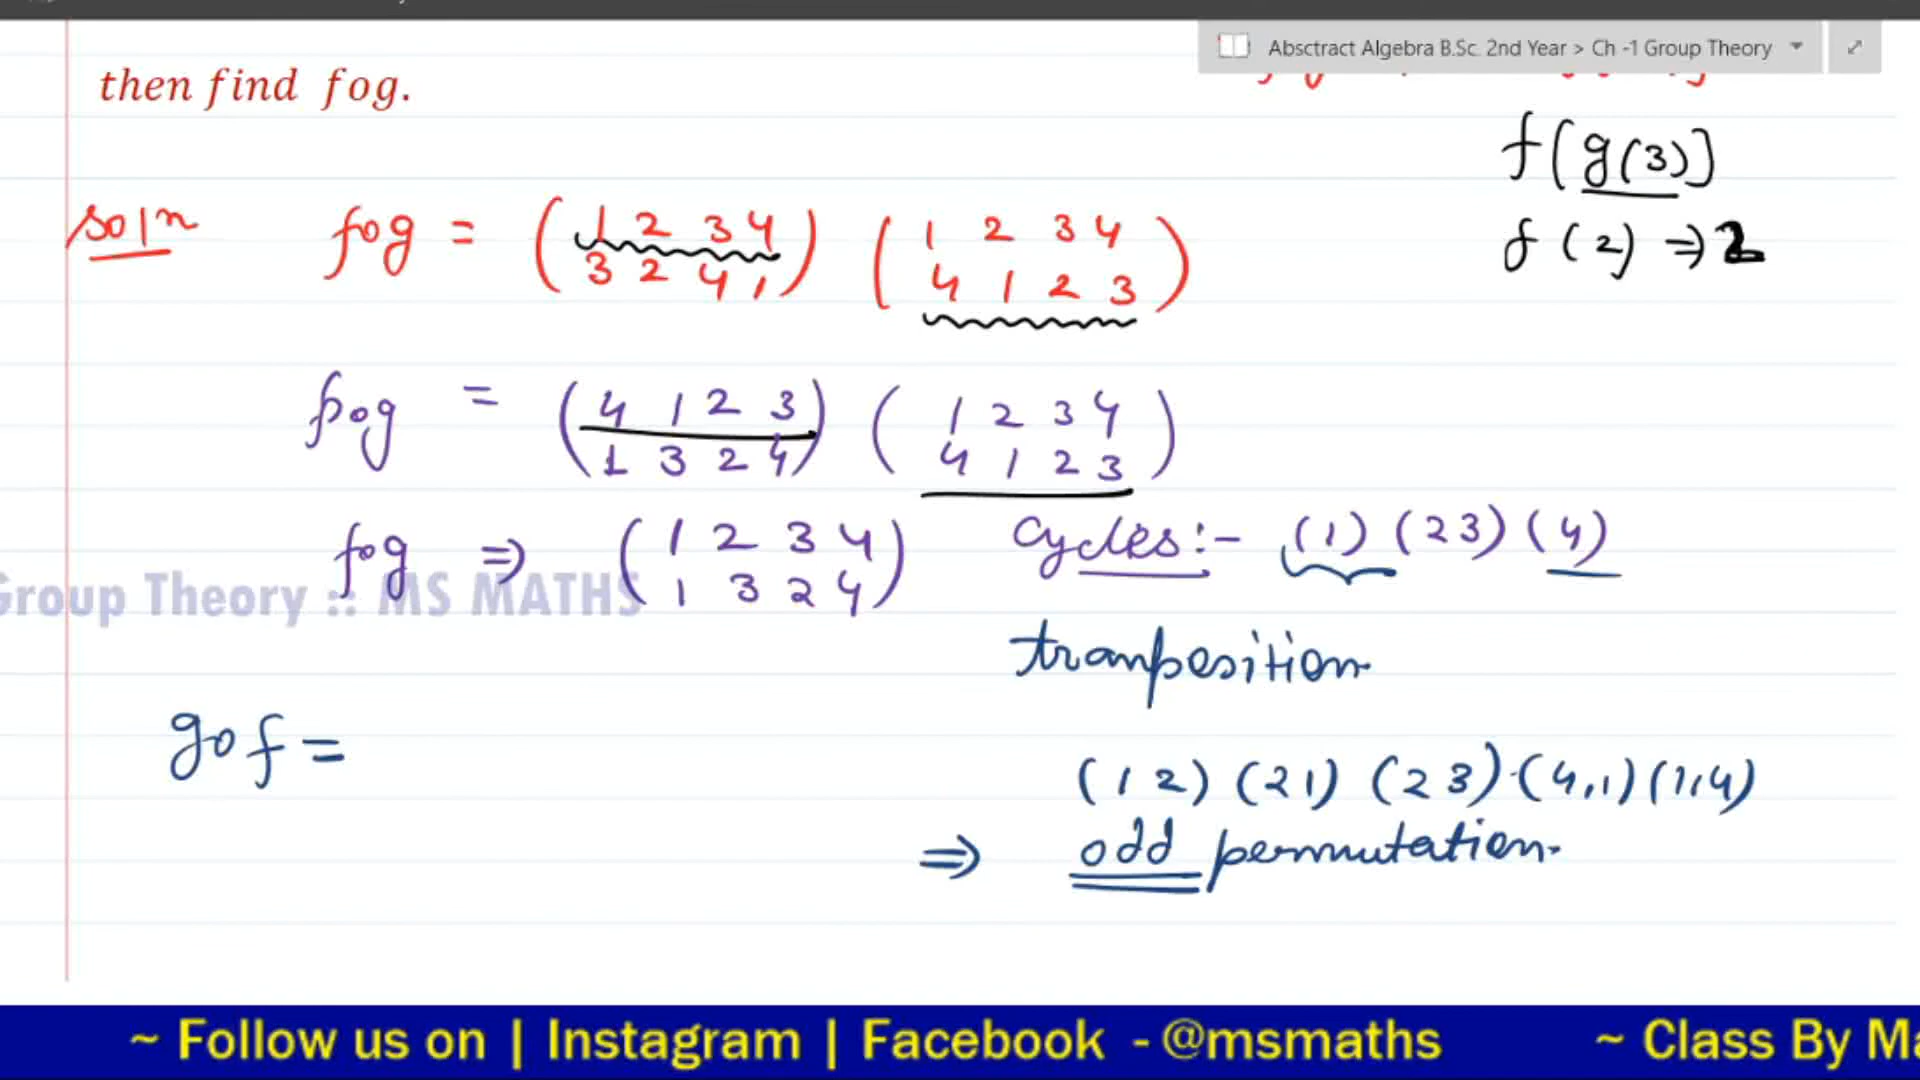 Absctract Algebra B.Sc. 2nd Year > Ch -1 Group Theory
then find fog.
f[g(3)]
f(2) ⇒ 2
soln fog = (1 2 3 4) (1 2 3 4)
3 2 4 1 4 1 2 3
fog = (4 1 2 3) (1 2 3 4)
1 3 2 4 4 1 2 3
fog ⇒ (1 2 3 4) Cycles:- (1) (2 3) (4)
1 3 2 4
Group Theory :: MS MATHS
tranposition.
gof =
(1 2) (2 1) (2 3)·(4,1) (1,4)
⇒ odd permutation.
~ Follow us on | Instagram | Facebook - @msmaths ~ Class By Ma